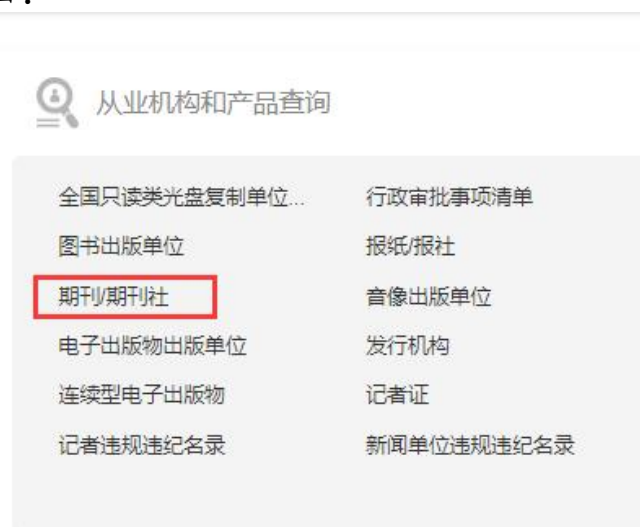 从业机构和产品查询
全国只读类光盘复制单位... 行政审批事项清单
图书出版单位 报纸/报社
期刊/期刊社 音像出版单位
电子出版物出版单位 发行机构
连续型电子出版物 记者证
记者违规违纪名录 新闻单位违规违纪名录